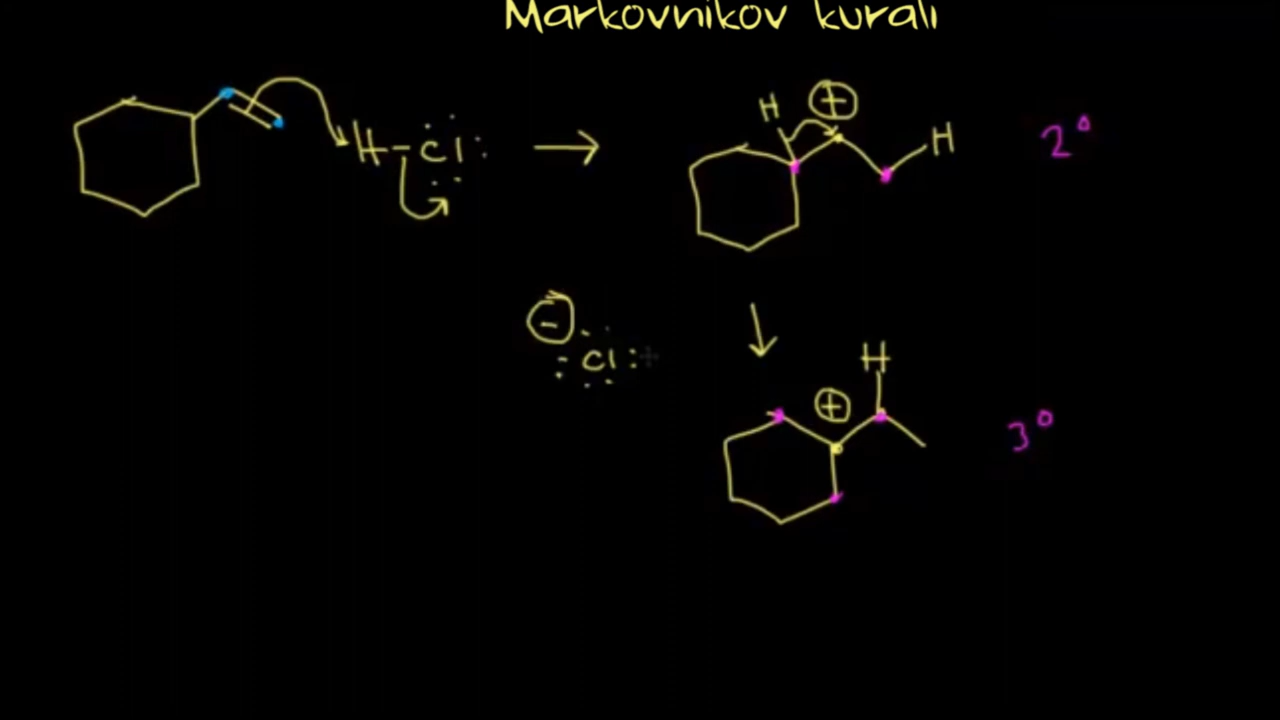 Markovnikov kuralı
H-Cl:
H ⊕ H 2°
⊖
:Cl:
H
⊕ 3°